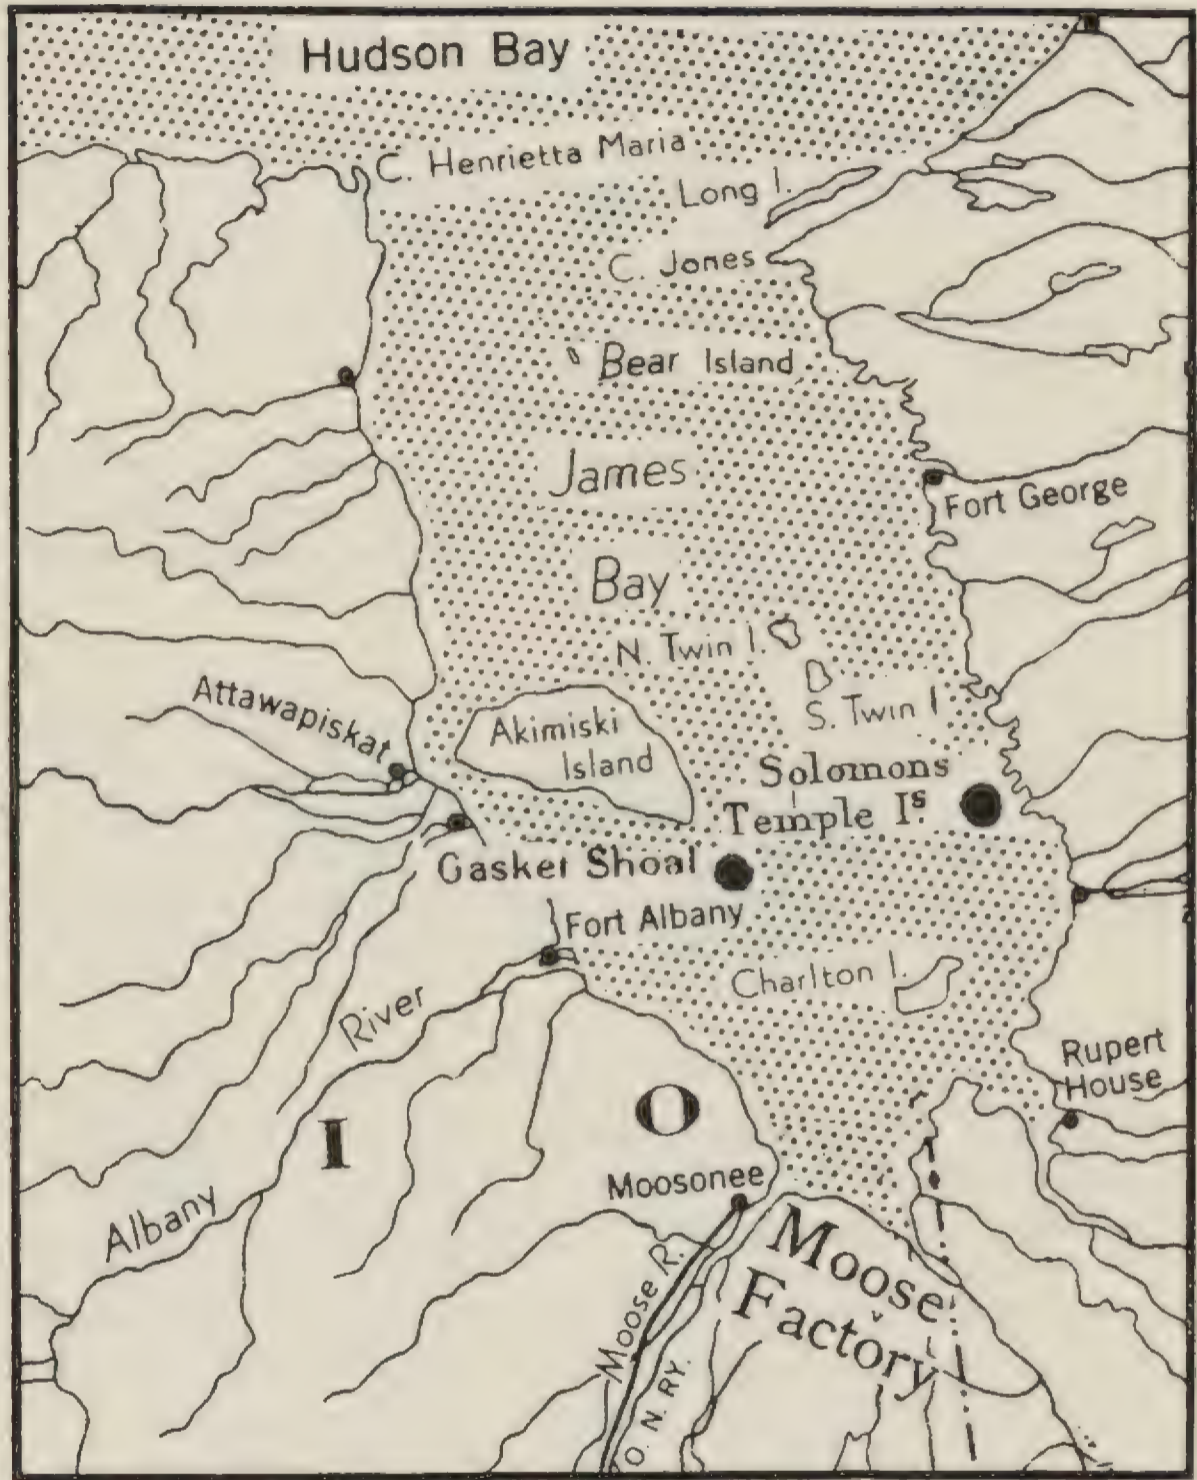 Hudson Bay
C. Henrietta Maria
Long I.
C. Jones
Bear Island
James
Fort George
Bay
N. Twin I.
S. Twin I
Attawapiskat
Akimiski
Island
Solomons
Temple Is.
Gasket Shoal
Fort Albany
Charlton I.
River
Rupert
House
I O
Moosonee
Albany
Moose
Factory
Moose R.
O. N. RY.